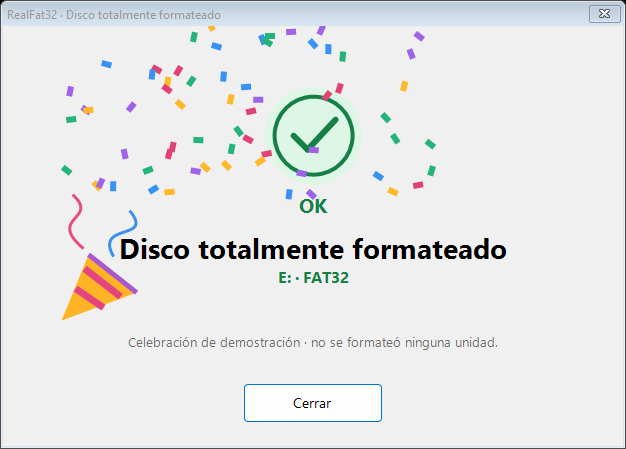 RealFat32 · Disco totalmente formateado
OK
Disco totalmente formateado
E: · FAT32
Celebración de demostración · no se formateó ninguna unidad.
Cerrar